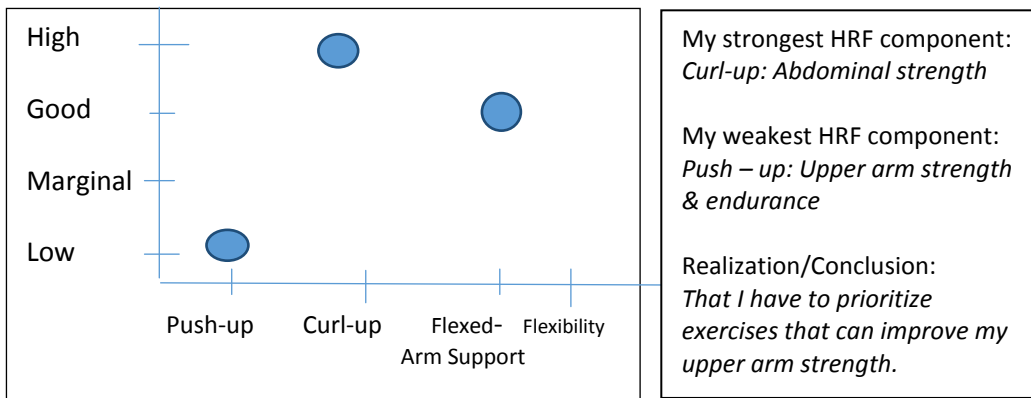 High
Good
Marginal
Low
Push-up
Curl-up
Flexed-
Arm Support
Flexibility
My strongest HRF component:
Curl-up: Abdominal strength
My weakest HRF component:
Push – up: Upper arm strength
& endurance
Realization/Conclusion:
That I have to prioritize
exercises that can improve my
upper arm strength.